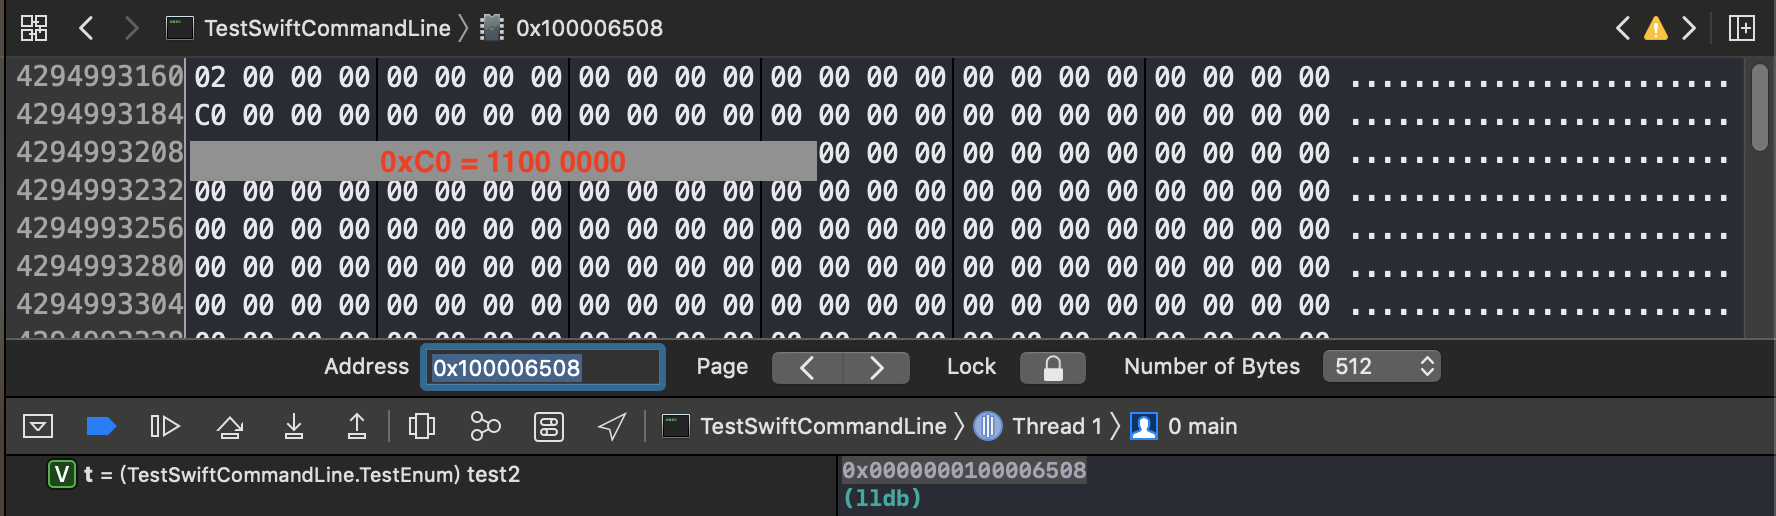 TestSwiftCommandLine 0x100006508
4294993160 02 00 00 00 00 00 00 00 00 00 00 00 00 00 00 00 00 00 00 00 00 00 00 00 ........................
4294993184 C0 00 00 00 00 00 00 00 00 00 00 00 00 00 00 00 00 00 00 00 00 00 00 00 ........................
4294993208 0xC0 = 1100 0000 00 00 00 00 00 00 00 00 00 00 00 ........................
4294993232 00 00 00 00 00 00 00 00 00 00 00 00 00 00 00 00 00 00 00 00 00 00 00 00 ........................
4294993256 00 00 00 00 00 00 00 00 00 00 00 00 00 00 00 00 00 00 00 00 00 00 00 00 ........................
4294993280 00 00 00 00 00 00 00 00 00 00 00 00 00 00 00 00 00 00 00 00 00 00 00 00 ........................
4294993304 00 00 00 00 00 00 00 00 00 00 00 00 00 00 00 00 00 00 00 00 00 00 00 00 ........................
Address 0x100006508 Page Lock Number of Bytes 512
TestSwiftCommandLine Thread 1 0 main
V t = (TestSwiftCommandLine.TestEnum) test2
0x0000000100006508
(lldb)